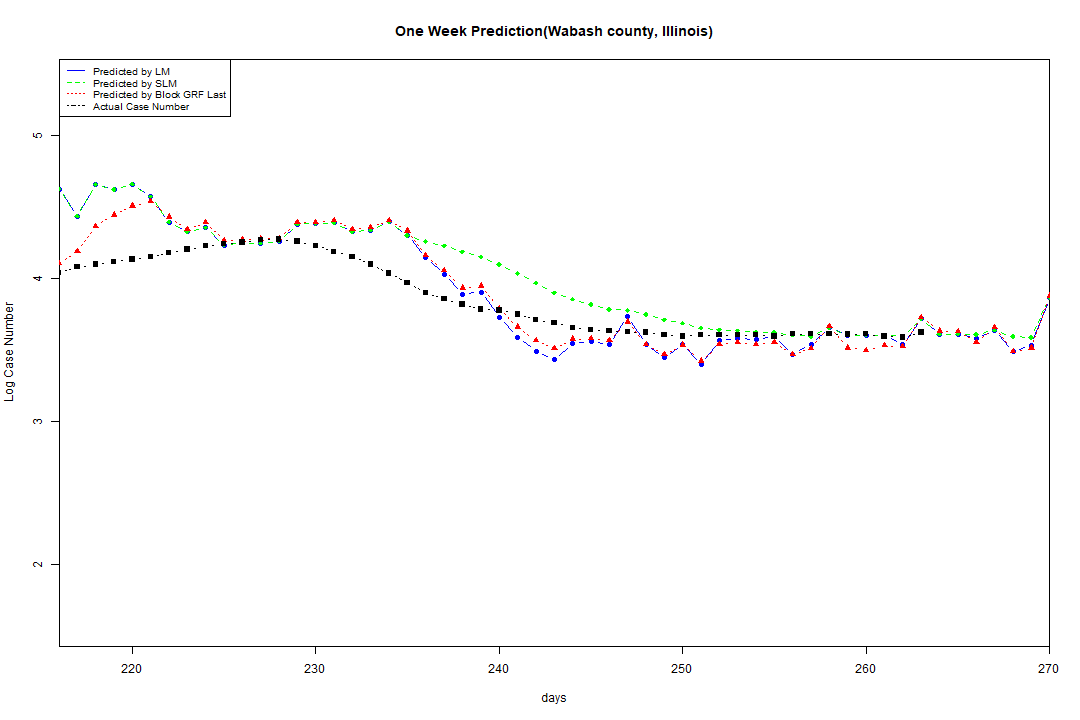 One Week Prediction(Wabash county, Illinois)
Predicted by LM
Predicted by SLM
Predicted by Block GRF Last
Actual Case Number
5
4
3
2
Log Case Number
220 230 240 250 260 270
days